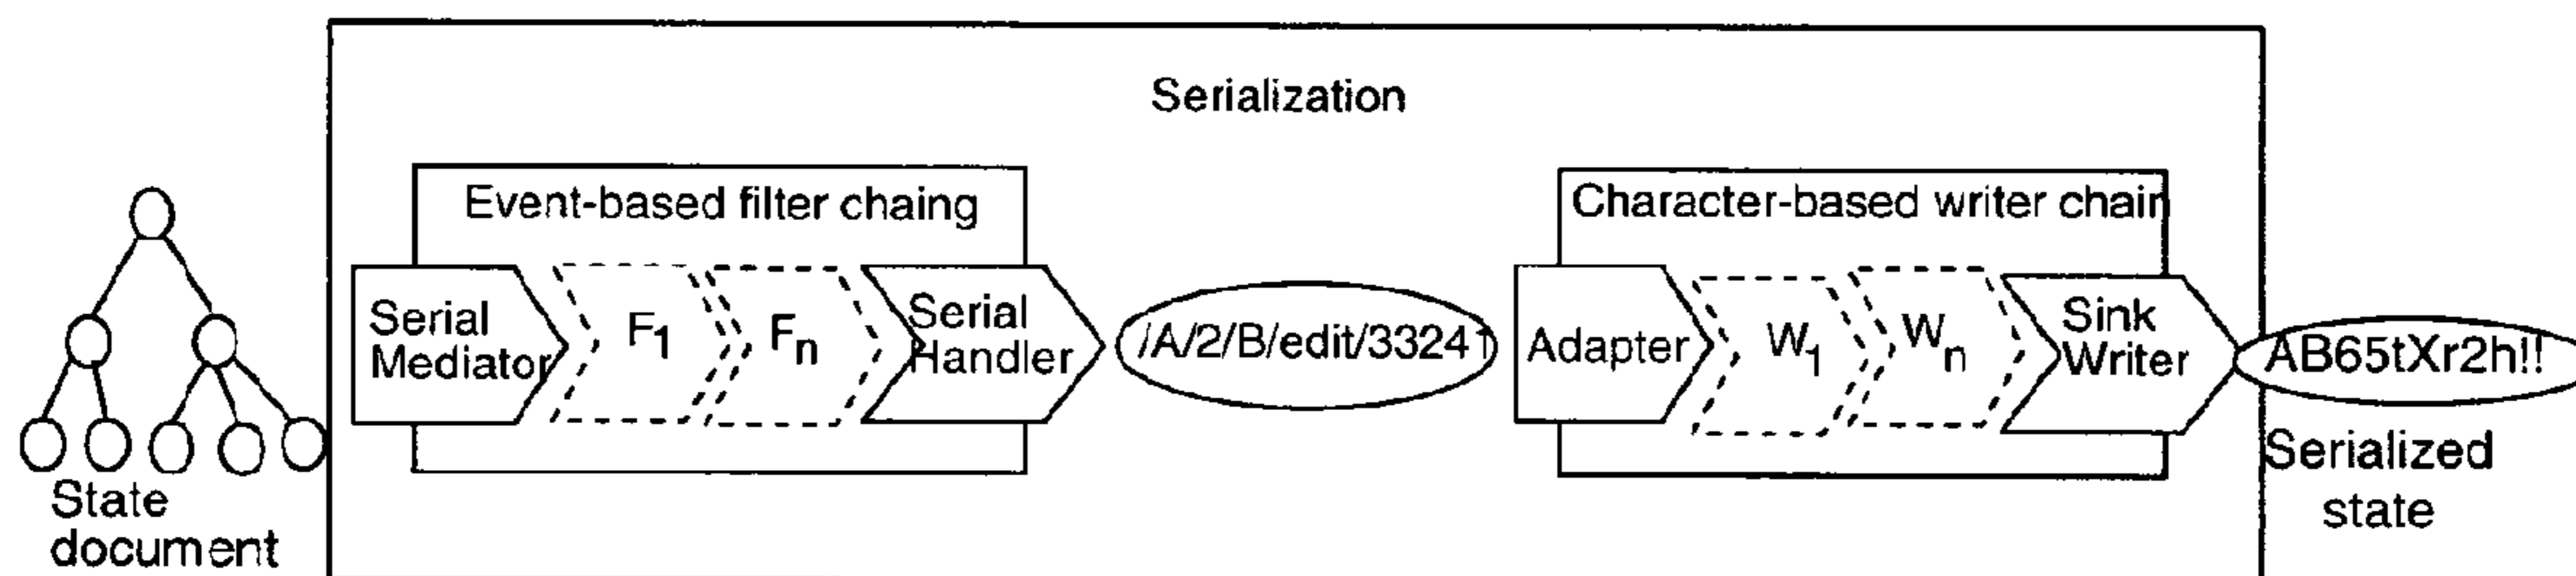 Serialization
Event-based filter chaing
Character-based writer chain
Serial
Mediator
F1
Fn
Serial
Handler
/A/2/B/edit/33241
Adapter
W1
Wn
Sink
Writer
AB65tXr2h!!
State
document
Serialized
state